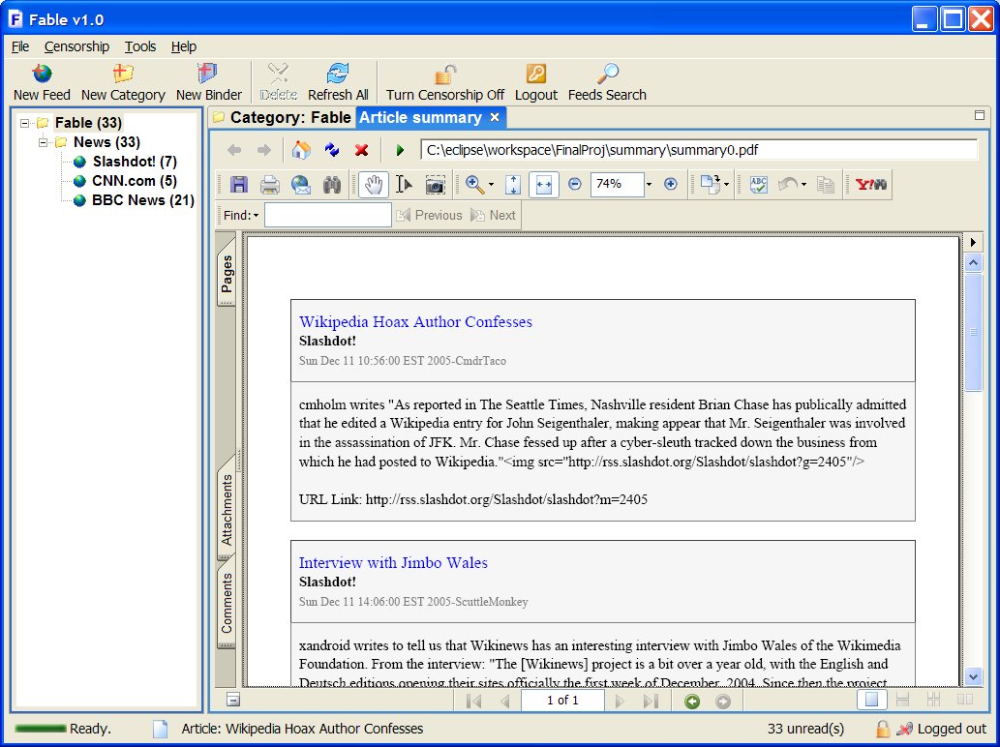 Fable v1.0
File Censorship Tools Help
New Feed New Category New Binder Delete Refresh All Turn Censorship Off Logout Feeds Search
Fable (33)
News (33)
Slashdot! (7)
CNN.com (5)
BBC News (21)
Category: Fable Article summary
C:\eclipse\workspace\FinalProj\summary\summary0.pdf
74%
ABC
Y!
Find: Previous Next
Pages
Attachments
Comments
Wikipedia Hoax Author Confesses
Slashdot!
Sun Dec 11 10:56:00 EST 2005-CmdrTaco
cmholm writes "As reported in The Seattle Times, Nashville resident Brian Chase has publically admitted
that he edited a Wikipedia entry for John Seigenthaler, making appear that Mr. Seigenthaler was involved
in the assassination of JFK. Mr. Chase fessed up after a cyber-sleuth tracked down the business from
which he had posted to Wikipedia."<img src="http://rss.slashdot.org/Slashdot/slashdot?g=2405"/>
URL Link: http://rss.slashdot.org/Slashdot/slashdot?m=2405
Interview with Jimbo Wales
Slashdot!
Sun Dec 11 14:06:00 EST 2005-ScuttleMonkey
xandroid writes to tell us that Wikinews has an interesting interview with Jimbo Wales of the Wikimedia
Foundation. From the interview: "The [Wikinews] project is a bit over a year old, with the English and
Deutsch editions opening their sites officially the first week of December, 2004. Since then the project
1 of 1
Ready. Article: Wikipedia Hoax Author Confesses 33 unread(s) Logged out